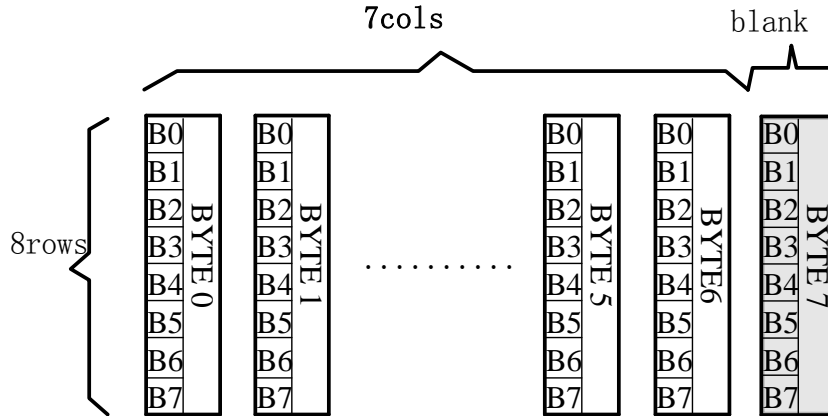 7cols
blank
8rows
B0
B1
B2
B3
B4
B5
B6
B7
BYTE 0
B0
B1
B2
B3
B4
B5
B6
B7
BYTE 1
...............
B0
B1
B2
B3
B4
B5
B6
B7
BYTE 5
B0
B1
B2
B3
B4
B5
B6
B7
BYTE6
B0
B1
B2
B3
B4
B5
B6
B7
BYTE 7